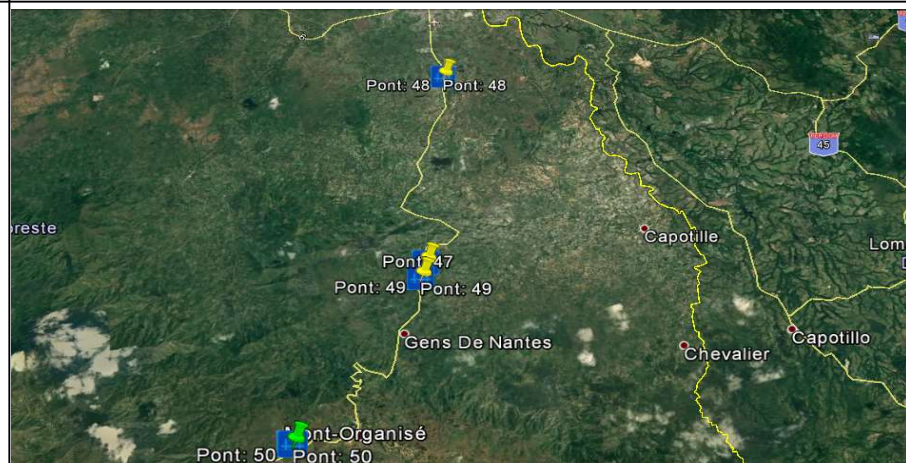 Pont: 48 Pont: 48
45
oreste
Capotille
Lom
D
Pont: 47
Pont: 49 Pont: 49
Gens De Nantes
Capotillo
Chevalier
Mont-Organisé
Pont: 50 Pont: 50